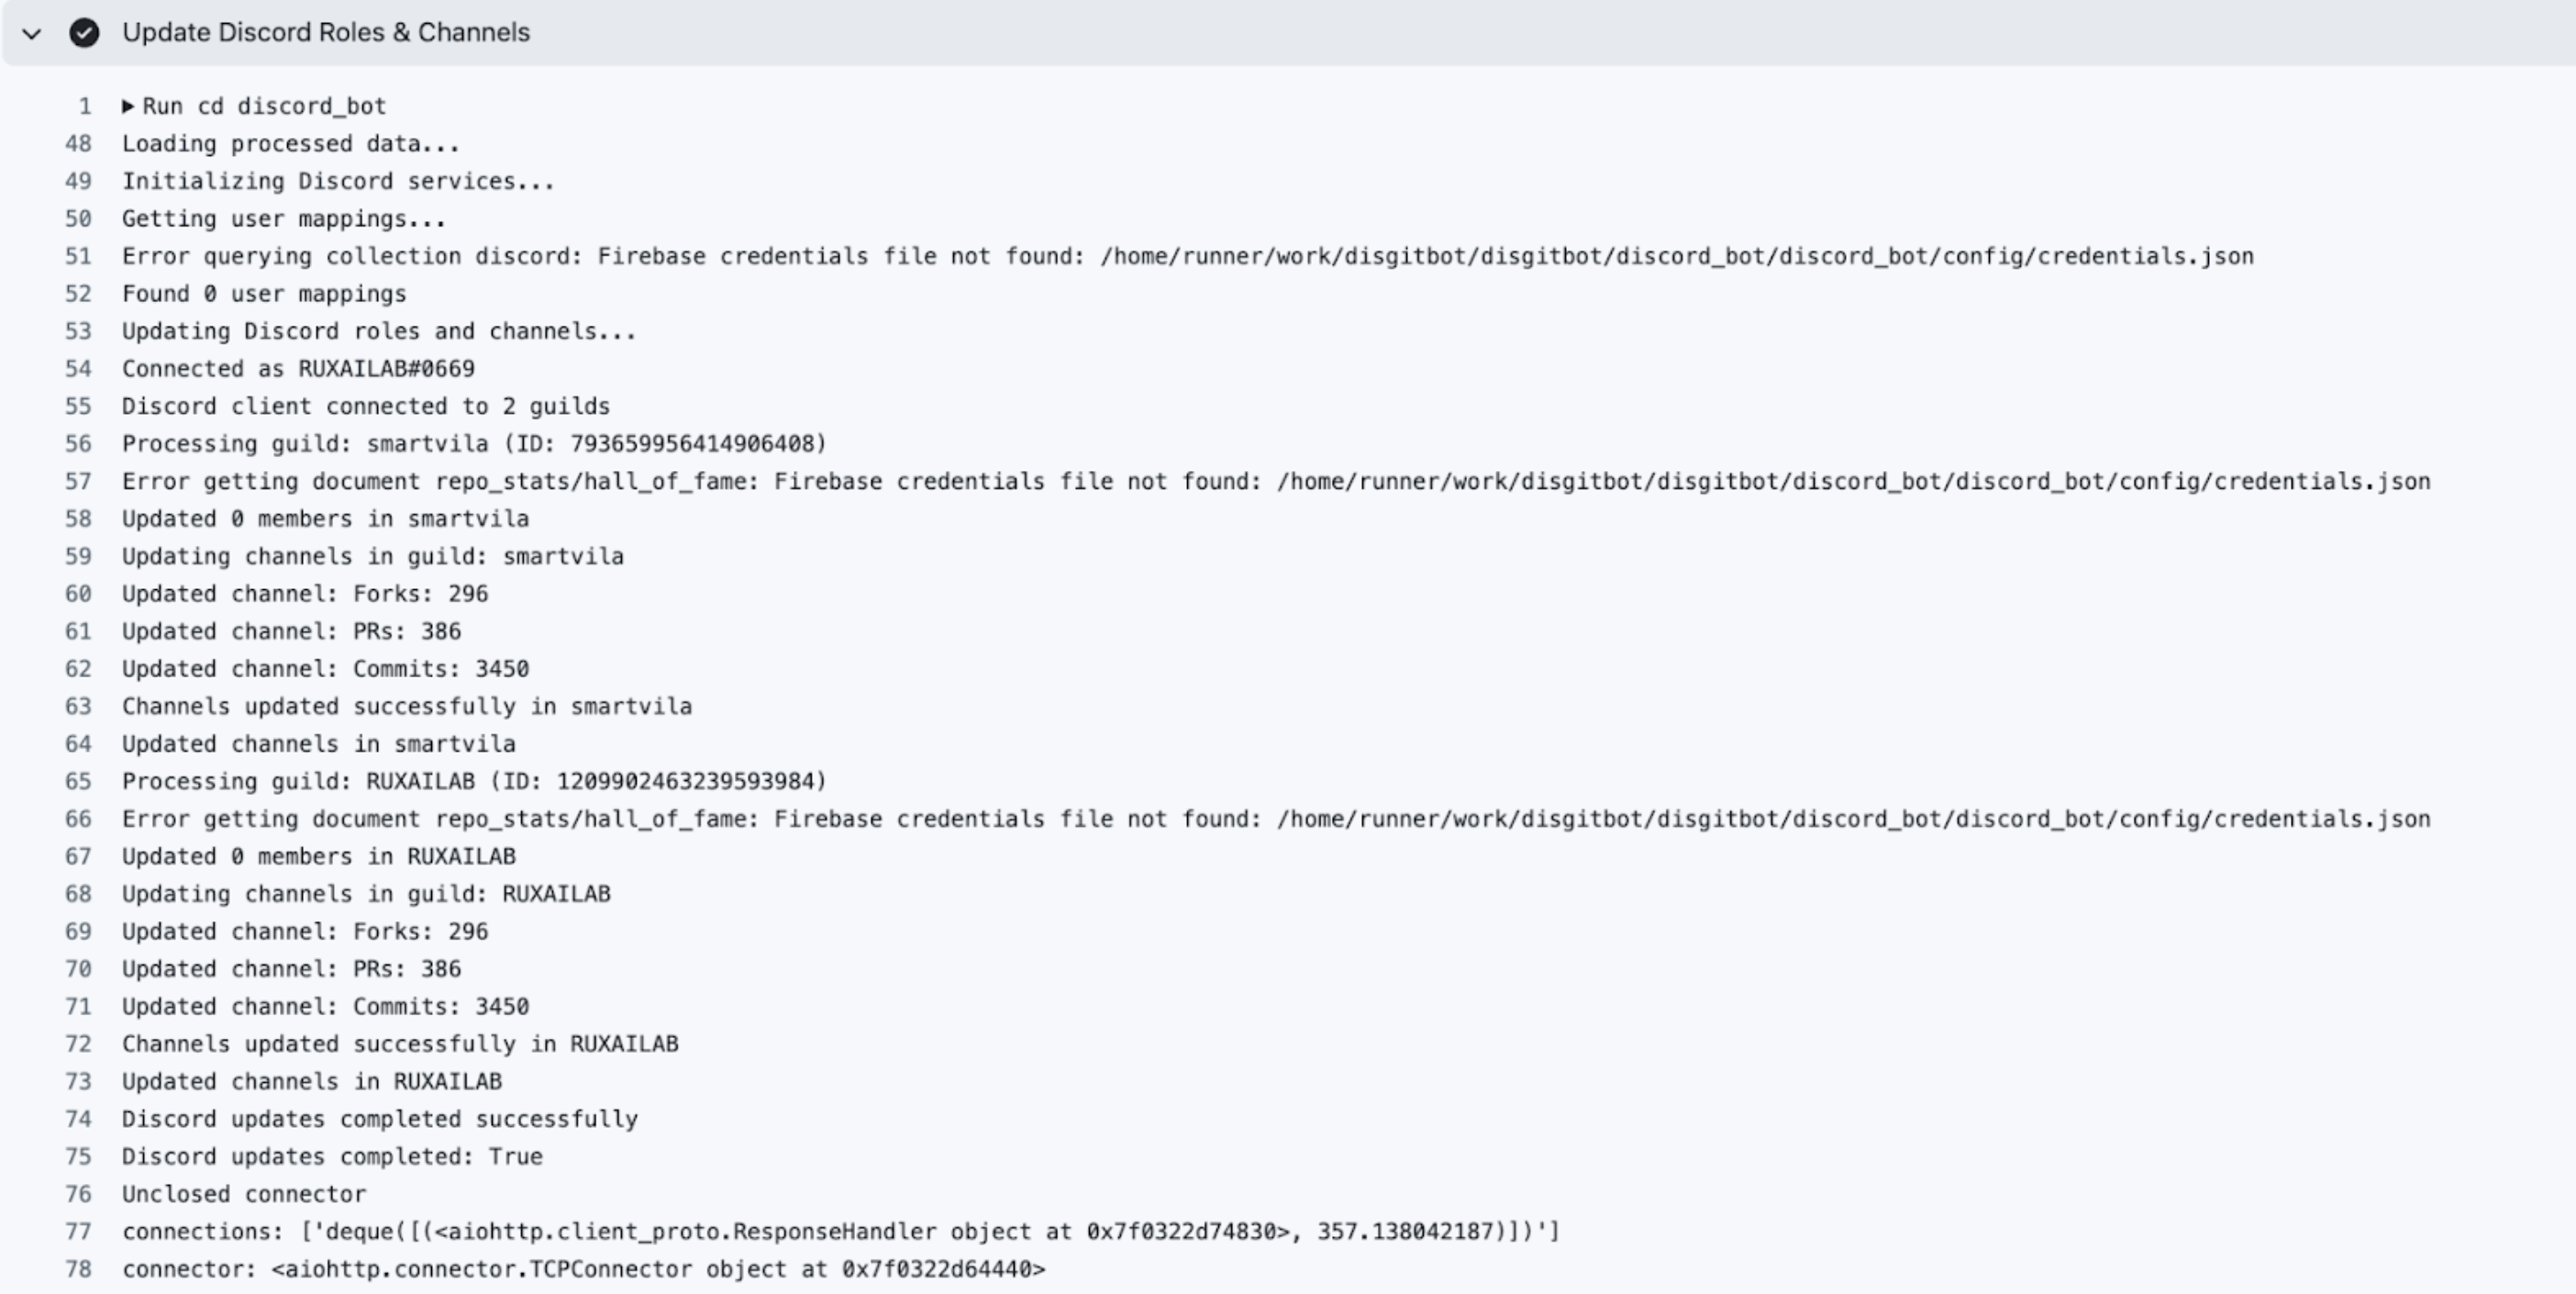 Update Discord Roles & Channels
1 ▶ Run cd discord_bot
48 Loading processed data...
49 Initializing Discord services...
50 Getting user mappings...
51 Error querying collection discord: Firebase credentials file not found: /home/runner/work/disgitbot/disgitbot/discord_bot/discord_bot/config/credentials.json
52 Found 0 user mappings
53 Updating Discord roles and channels...
54 Connected as RUXAILAB#0669
55 Discord client connected to 2 guilds
56 Processing guild: smartvila (ID: 793659956414906408)
57 Error getting document repo_stats/hall_of_fame: Firebase credentials file not found: /home/runner/work/disgitbot/disgitbot/discord_bot/discord_bot/config/credentials.json
58 Updated 0 members in smartvila
59 Updating channels in guild: smartvila
60 Updated channel: Forks: 296
61 Updated channel: PRs: 386
62 Updated channel: Commits: 3450
63 Channels updated successfully in smartvila
64 Updated channels in smartvila
65 Processing guild: RUXAILAB (ID: 1209902463239593984)
66 Error getting document repo_stats/hall_of_fame: Firebase credentials file not found: /home/runner/work/disgitbot/disgitbot/discord_bot/discord_bot/config/credentials.json
67 Updated 0 members in RUXAILAB
68 Updating channels in guild: RUXAILAB
69 Updated channel: Forks: 296
70 Updated channel: PRs: 386
71 Updated channel: Commits: 3450
72 Channels updated successfully in RUXAILAB
73 Updated channels in RUXAILAB
74 Discord updates completed successfully
75 Discord updates completed: True
76 Unclosed connector
77 connections: ['deque([(<aiohttp.client_proto.ResponseHandler object at 0x7f0322d74830>, 357.138042187)])']
78 connector: <aiohttp.connector.TCPConnector object at 0x7f0322d64440>